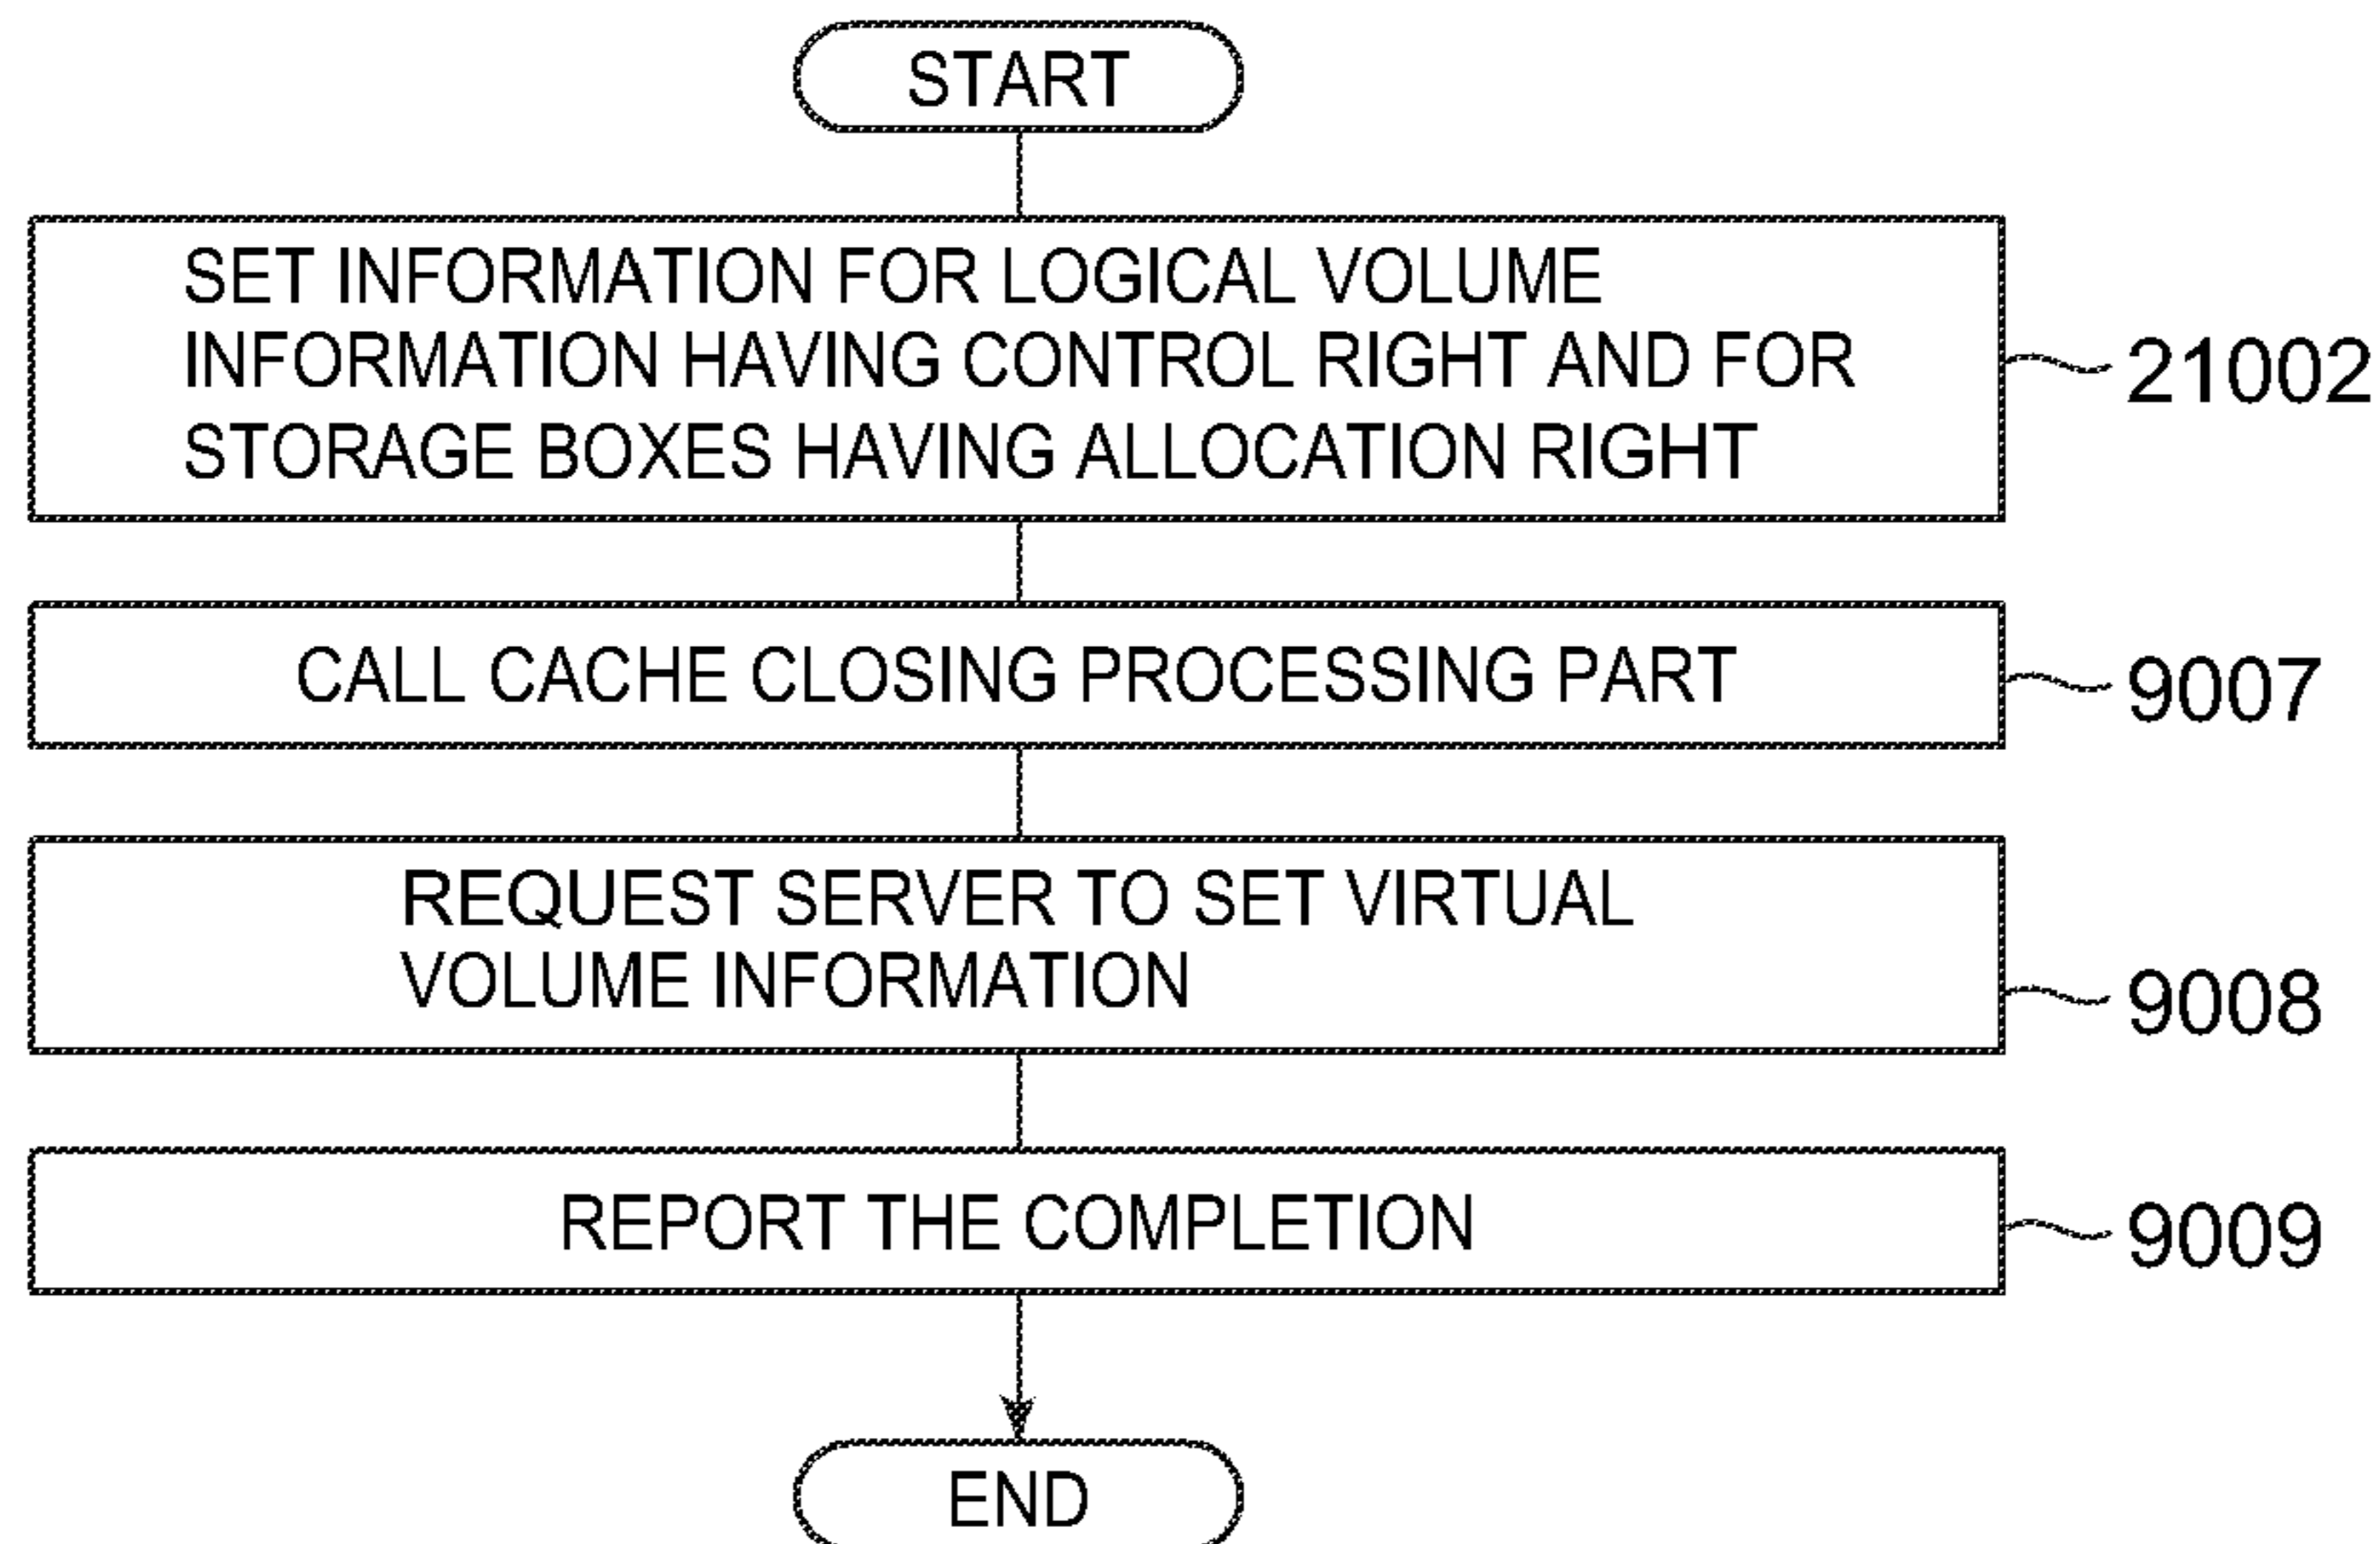 START
SET INFORMATION FOR LOGICAL VOLUME
INFORMATION HAVING CONTROL RIGHT AND FOR
STORAGE BOXES HAVING ALLOCATION RIGHT
21002
CALL CACHE CLOSING PROCESSING PART
9007
REQUEST SERVER TO SET VIRTUAL
VOLUME INFORMATION
9008
REPORT THE COMPLETION
9009
END